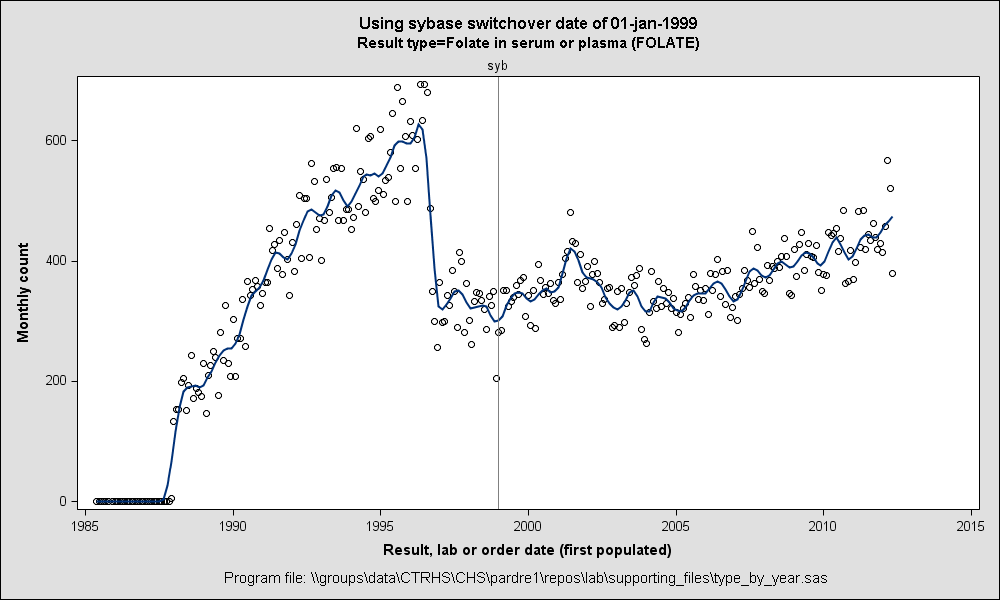 Using sybase switchover date of 01-jan-1999
Result type=Folate in serum or plasma (FOLATE)
syb
Monthly count
600
400
200
0
1985 1990 1995 2000 2005 2010 2015
Result, lab or order date (first populated)
Program file: \\groups\data\CTRHS\CHS\pardre1\repos\lab\supporting_files\type_by_year.sas